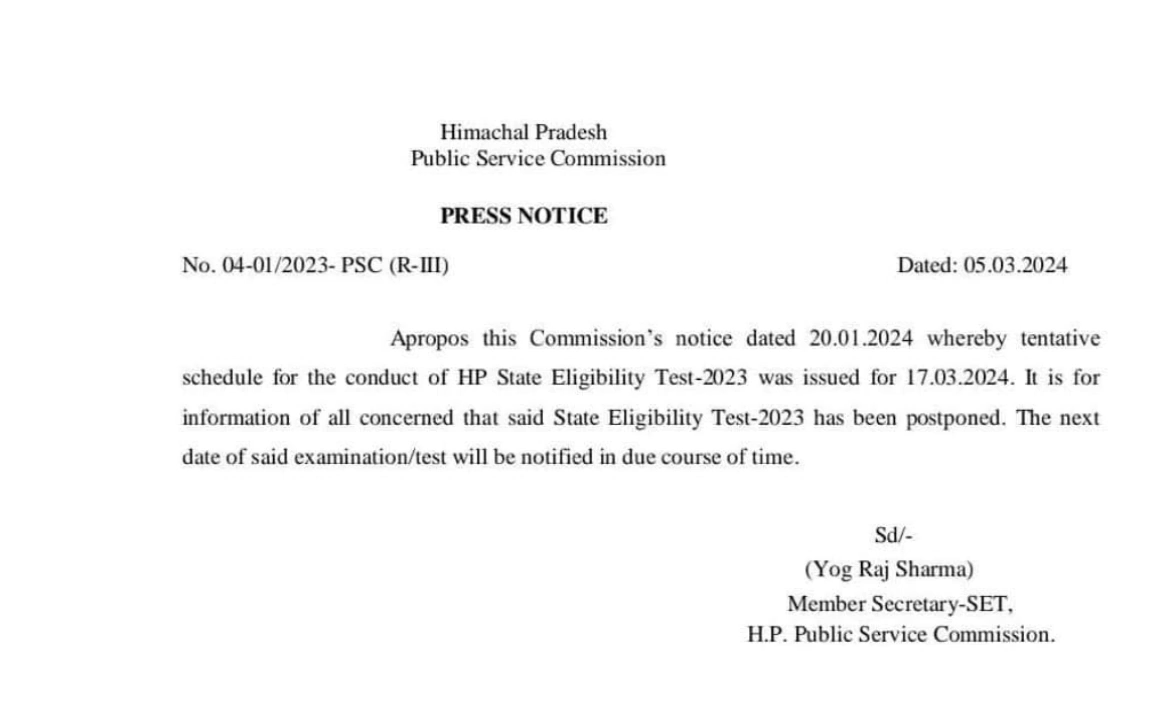 Himachal Pradesh
Public Service Commission
PRESS NOTICE
No. 04-01/2023- PSC (R-III) Dated: 05.03.2024
Apropos this Commission’s notice dated 20.01.2024 whereby tentative
schedule for the conduct of HP State Eligibility Test-2023 was issued for 17.03.2024. It is for
information of all concerned that said State Eligibility Test-2023 has been postponed. The next
date of said examination/test will be notified in due course of time.
Sd/-
(Yog Raj Sharma)
Member Secretary-SET,
H.P. Public Service Commission.